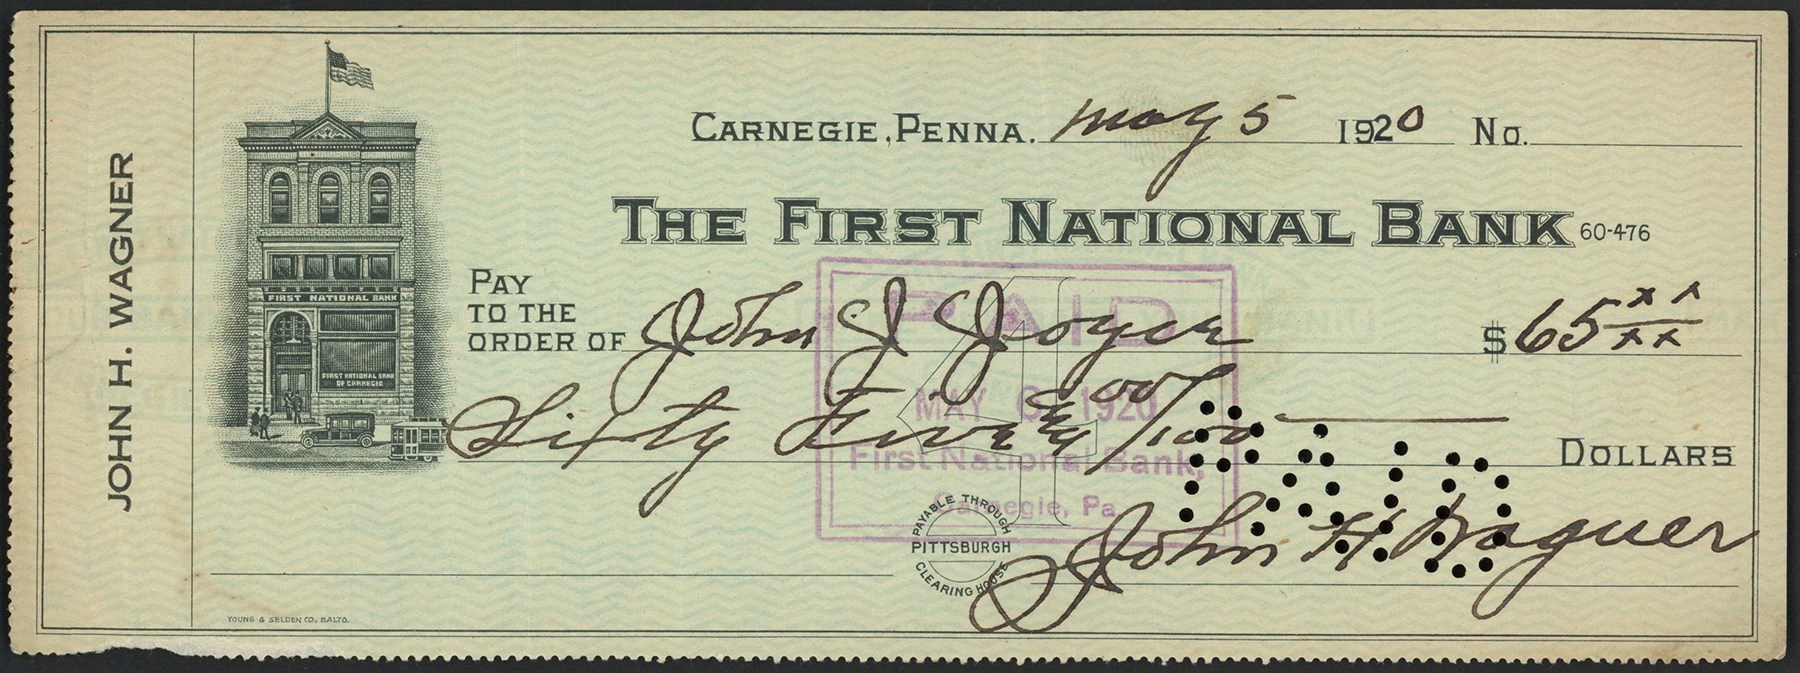 JOHN H. WAGNER
CARNEGIE, PENNA. May 5 1920 No.
THE FIRST NATIONAL BANK 60-476
PAY TO THE ORDER OF John J Joyce $65 xx/xx
Sixty Five & 00/100 DOLLARS
PAID
MAY 1920
First National Bank,
Carnegie, Pa
PAID
FIRST NATIONAL BANK
FIRST NATIONAL BANK
OF CARNEGIE
PAYABLE THROUGH
PITTSBURGH
CLEARING HOUSE
John H Wagner
YOUNG & SELDEN CO. BALTO.